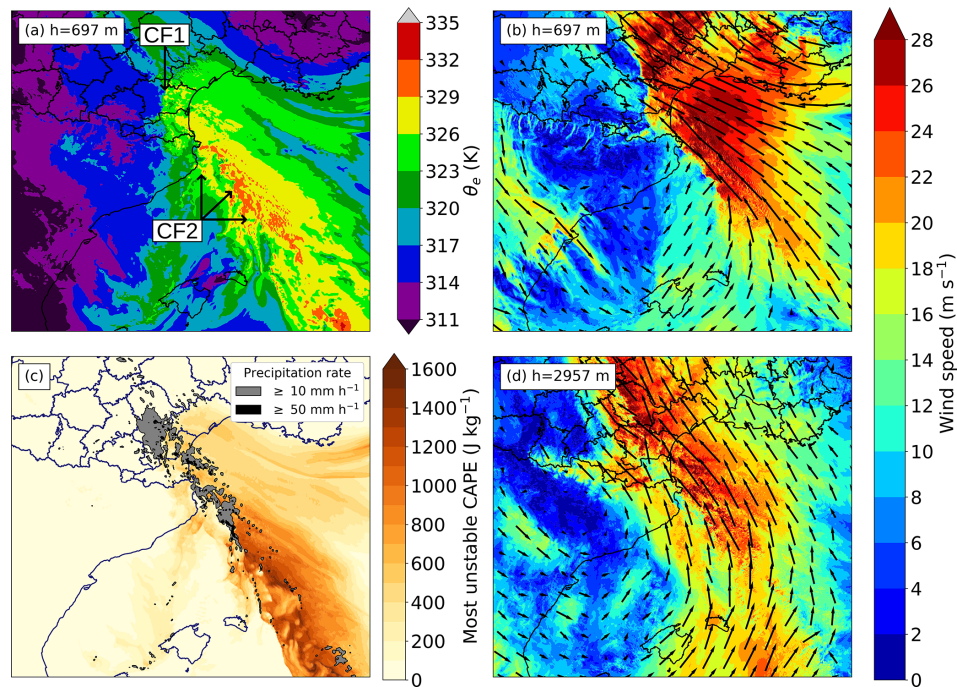 (a) h=697 m
CF1
CF2
335
332
329
326
323
320
317
314
311
θe (K)
(b) h=697 m
28
26
24
22
20
18
16
14
12
10
8
6
4
2
0
Wind speed (m s⁻¹)
(c)
Precipitation rate
≥ 10 mm h⁻¹
≥ 50 mm h⁻¹
1600
1400
1200
1000
800
600
400
200
0
Most unstable CAPE (J kg⁻¹)
(d) h=2957 m